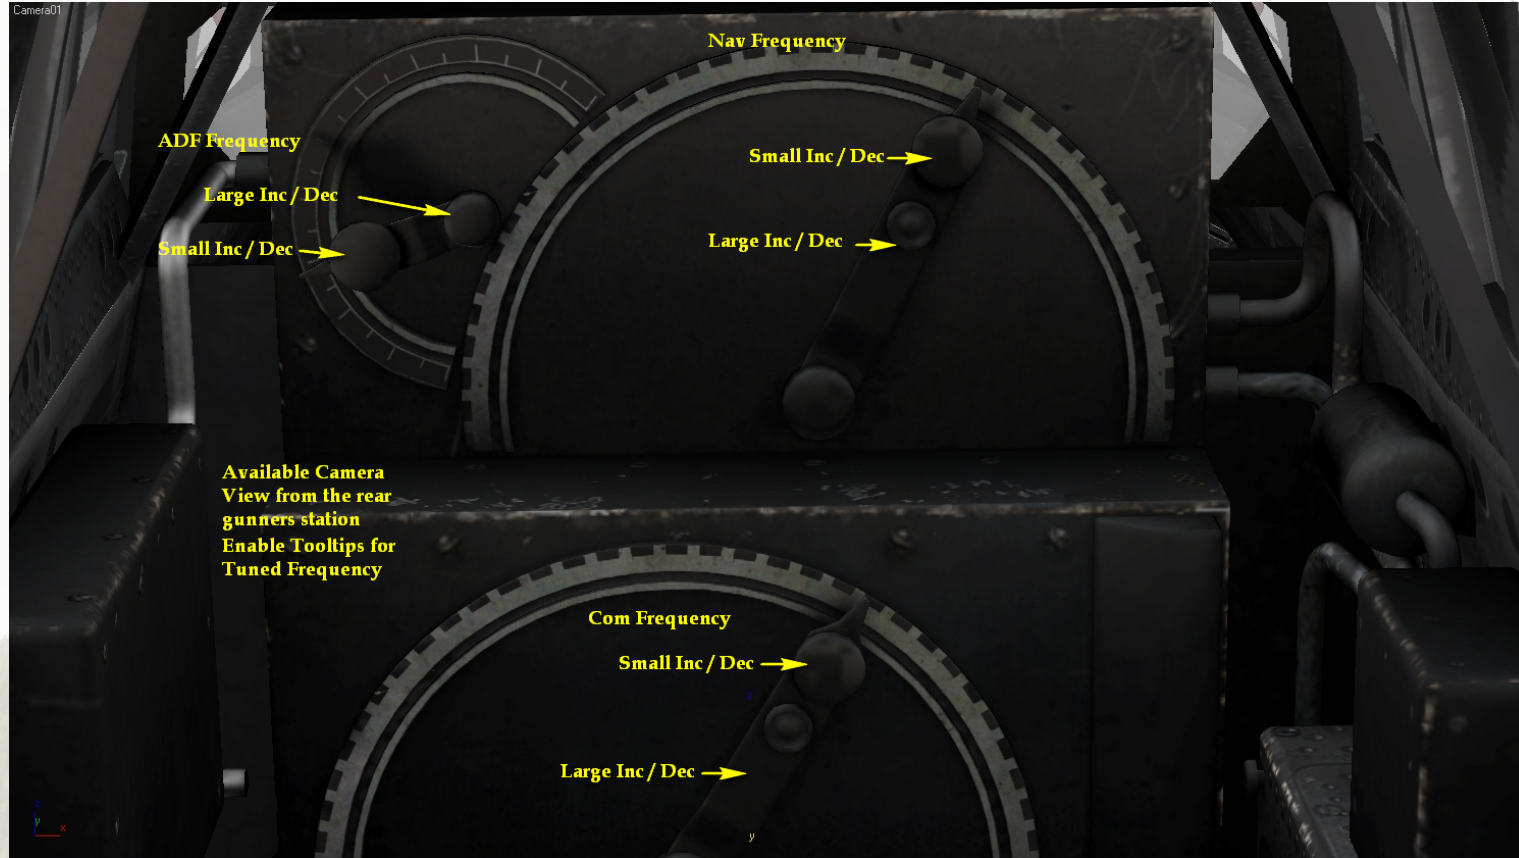 Camera01
Nav Frequency
ADF Frequency
Small Inc / Dec
Large Inc / Dec
Large Inc / Dec
Small Inc / Dec
Available Camera
View from the rear
gunners station
Enable Tooltips for
Tuned Frequency
Com Frequency
Small Inc / Dec
Large Inc / Dec
z
z
y
x
y